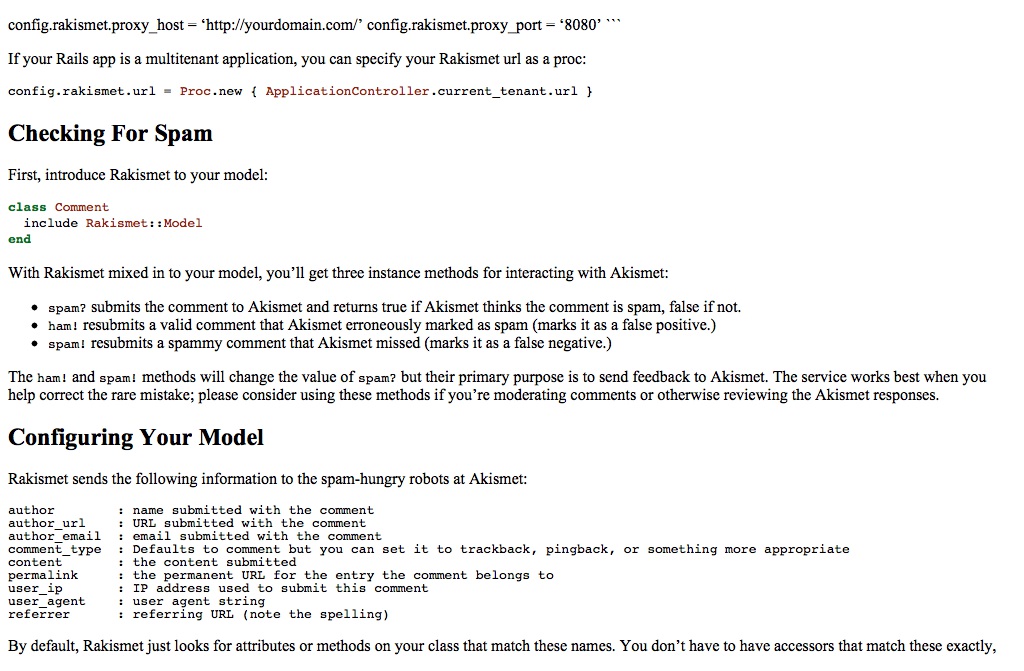 config.rakismet.proxy_host = ‘http://yourdomain.com/’ config.rakismet.proxy_port = ‘8080’ ```
If your Rails app is a multitenant application, you can specify your Rakismet url as a proc:
config.rakismet.url = Proc.new { ApplicationController.current_tenant.url }
Checking For Spam
First, introduce Rakismet to your model:
class Comment
  include Rakismet::Model
end
With Rakismet mixed in to your model, you’ll get three instance methods for interacting with Akismet:
• spam? submits the comment to Akismet and returns true if Akismet thinks the comment is spam, false if not.
• ham! resubmits a valid comment that Akismet erroneously marked as spam (marks it as a false positive.)
• spam! resubmits a spammy comment that Akismet missed (marks it as a false negative.)
The ham! and spam! methods will change the value of spam? but their primary purpose is to send feedback to Akismet. The service works best when you
help correct the rare mistake; please consider using these methods if you’re moderating comments or otherwise reviewing the Akismet responses.
Configuring Your Model
Rakismet sends the following information to the spam-hungry robots at Akismet:
author        : name submitted with the comment
author_url    : URL submitted with the comment
author_email  : email submitted with the comment
comment_type  : Defaults to comment but you can set it to trackback, pingback, or something more appropriate
content       : the content submitted
permalink     : the permanent URL for the entry the comment belongs to
user_ip       : IP address used to submit this comment
user_agent    : user agent string
referrer      : referring URL (note the spelling)
By default, Rakismet just looks for attributes or methods on your class that match these names. You don’t have to have accessors that match these exactly,